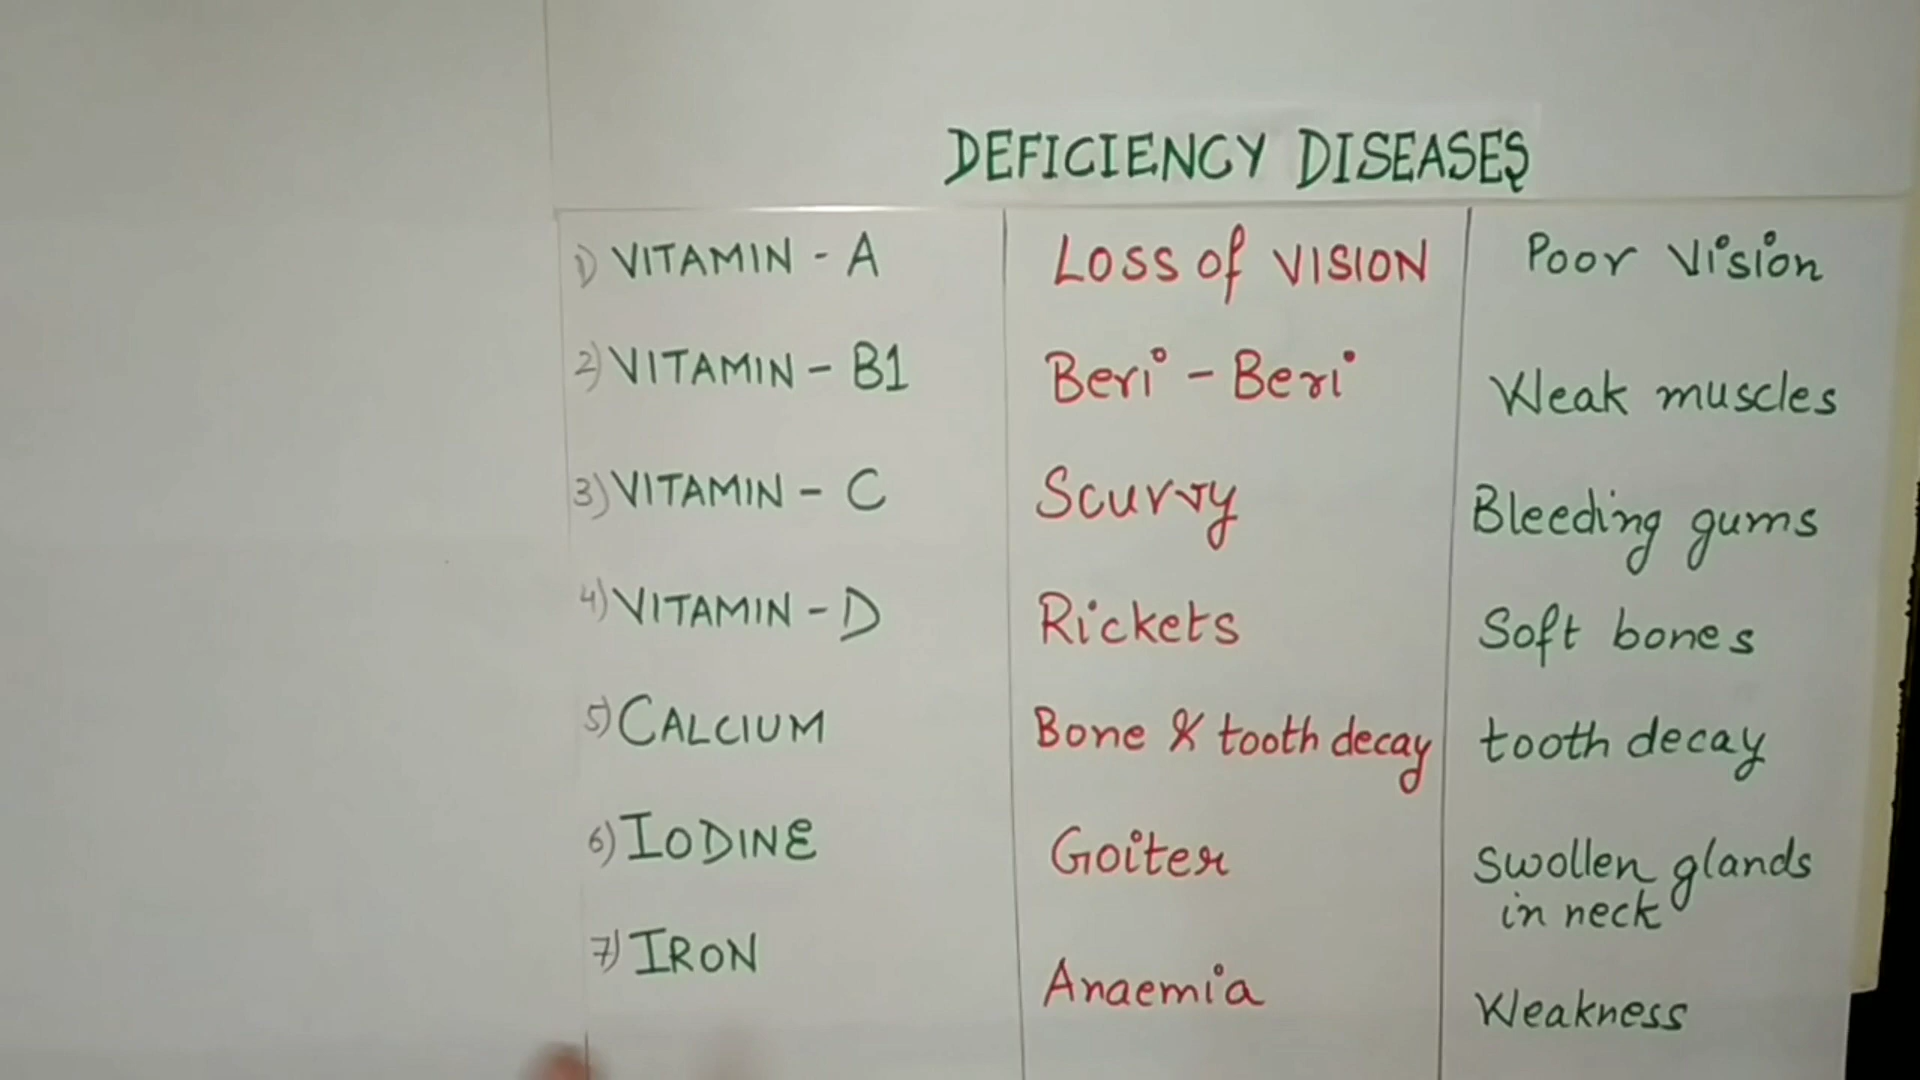 DEFICIENCY DISEASES
1) VITAMIN - A Loss of VISION Poor Vision
2) VITAMIN - B1 Beri - Beri Weak muscles
3) VITAMIN - C Scurvy Bleeding gums
4) VITAMIN - D Rickets Soft bones
5) CALCIUM Bone & tooth decay tooth decay
6) IODINE Goiter Swollen glands
in neck
7) IRON Anaemia Weakness